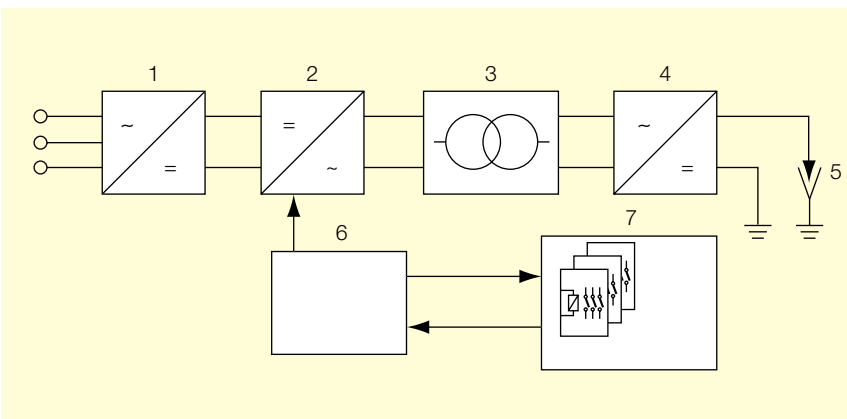 1 2 3 4
~ = ~
= ~ =
5
6 7